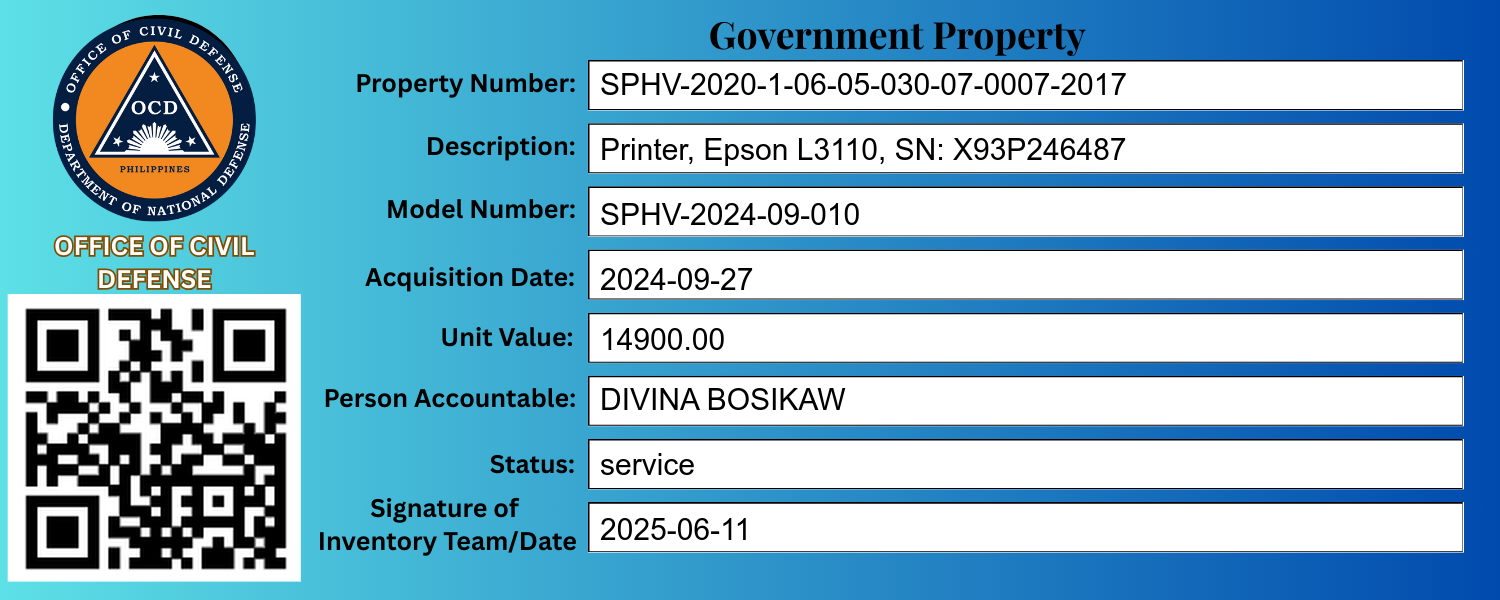 OFFICE OF CIVIL DEFENSE
OCD
PHILIPPINES
DEPARTMENT OF NATIONAL DEFENSE
OFFICE OF CIVIL
DEFENSE
Government Property
Property Number: SPHV-2020-1-06-05-030-07-0007-2017
Description: Printer, Epson L3110, SN: X93P246487
Model Number: SPHV-2024-09-010
Acquisition Date: 2024-09-27
Unit Value: 14900.00
Person Accountable: DIVINA BOSIKAW
Status: service
Signature of
Inventory Team/Date 2025-06-11